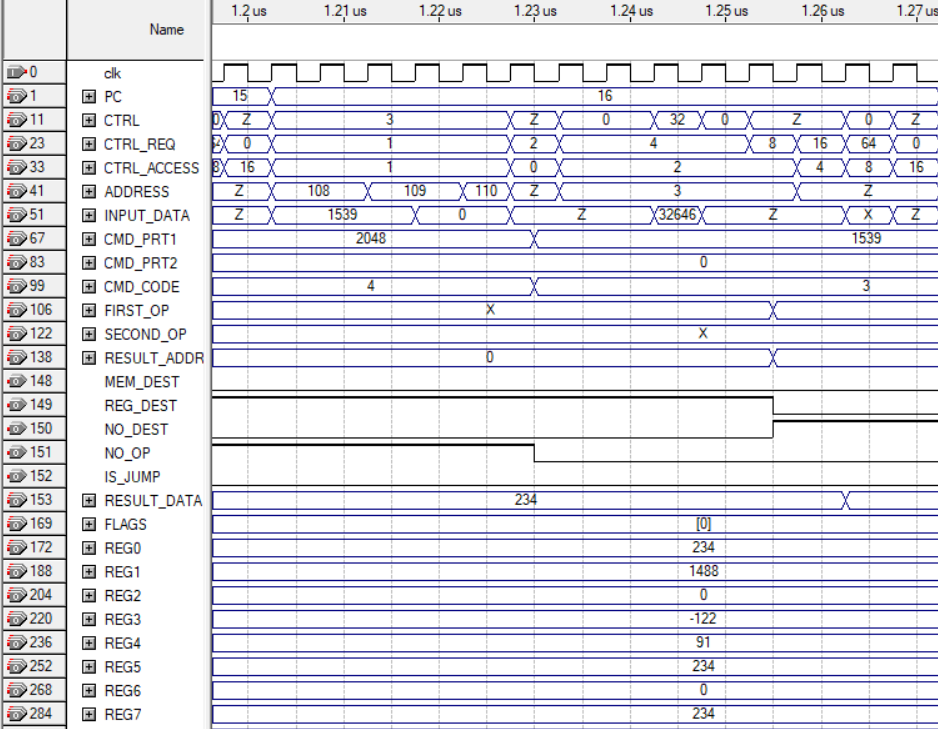 1.2 us 1.21 us 1.22 us 1.23 us 1.24 us 1.25 us 1.26 us 1.27 us
Name
0 clk
1 PC 15 16
11 CTRL 0 Z 3 Z 0 32 0 Z 0 Z
23 CTRL_REQ 0 1 2 4 8 16 64 0
33 CTRL_ACCESS 8 16 1 0 2 4 8 16
41 ADDRESS Z 108 109 110 Z 3 Z
51 INPUT_DATA Z 1539 0 Z 32646 Z X Z
67 CMD_PRT1 2048 1539
83 CMD_PRT2 0
99 CMD_CODE 4 3
106 FIRST_OP X
122 SECOND_OP X
138 RESULT_ADDR 0
148 MEM_DEST
149 REG_DEST
150 NO_DEST
151 NO_OP
152 IS_JUMP
153 RESULT_DATA 234
169 FLAGS [0]
172 REG0 234
188 REG1 1488
204 REG2 0
220 REG3 -122
236 REG4 91
252 REG5 234
268 REG6 0
284 REG7 234